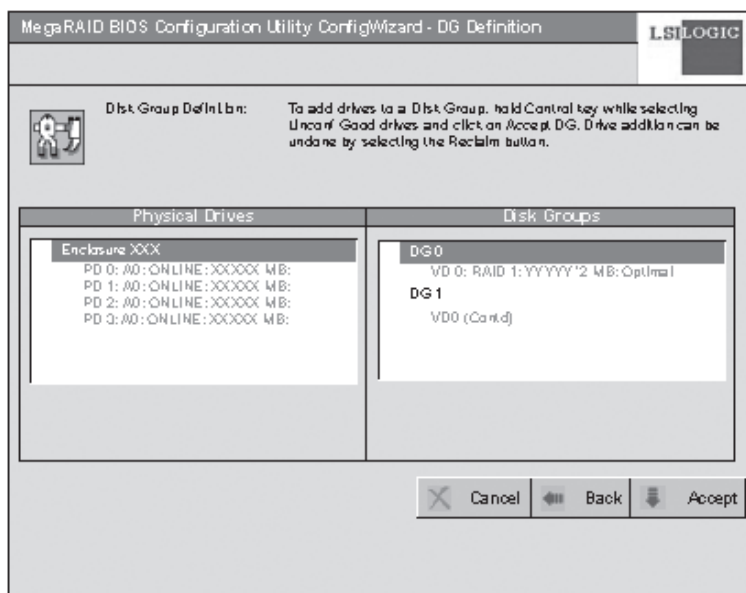 MegaRAID BIOS Configuration Utility ConfigWizard - DG Definition
LSI LOGIC
Disk Group Definition:
To add drives to a Disk Group, hold Control key while selecting
Unconf Good drives and click on Accept DG. Drive addition can be
undone by selecting the Reclaim button.
Physical Drives
Enclosure XXX
PD 0: A0: ONLINE: XXXXX MB:
PD 1: A0: ONLINE: XXXXX MB:
PD 2: A0: ONLINE: XXXXX MB:
PD 3: A0: ONLINE: XXXXX MB:
Disk Groups
DG 0
VD 0: RAID 1: YYYYY*2 MB: Optimal
DG 1
VD0 (Contd)
Cancel
Back
Accept